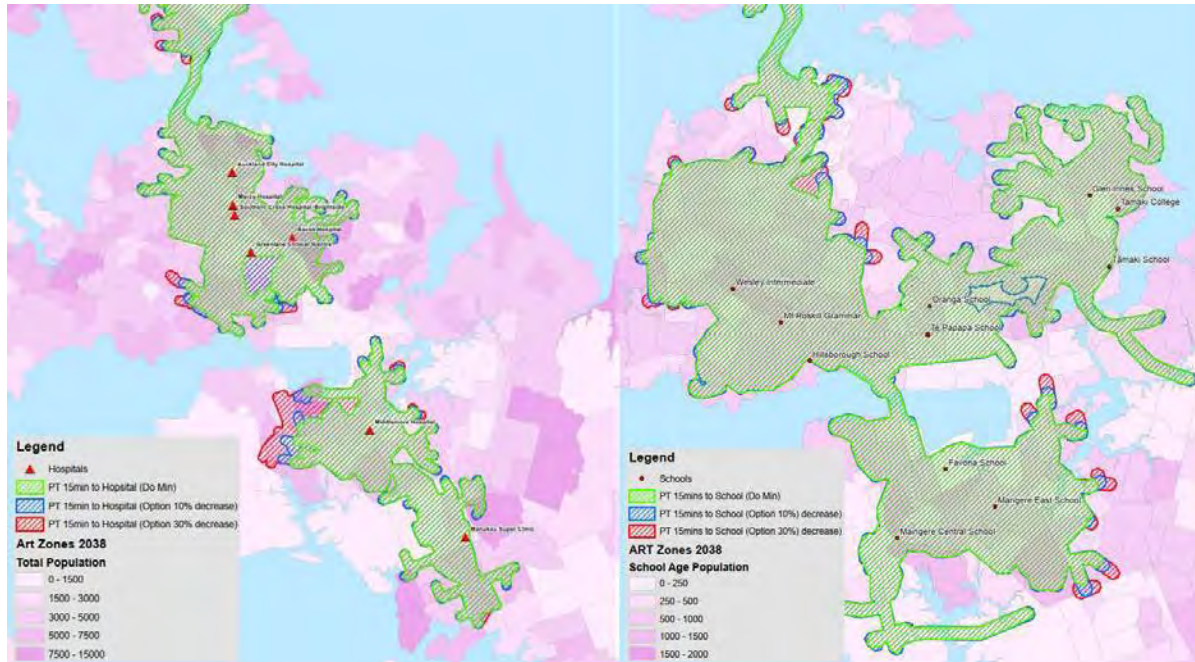 Auckland City Hospital
Mercy Hospital
Southern Cross Hospital Brightside
Ascot Hospital
Greenlane Clinical Centre
Middlemore Hospital
Manukau Super Clinic
Legend
Hospitals
PT 15min to Hopsital (Do Min)
PT 15min to Hospital (Option 10% decrease)
PT 15min to Hospital (Option 30% decrease)
Art Zones 2038
Total Population
0 - 1500
1500 - 3000
3000 - 5000
5000 - 7500
7500 - 15000
Glen Innes School
Tamaki College
Tamaki School
Wesley Intermediate
Oranga School
Mt Roskill Grammar
Te Papapa School
Hillsborough School
Favona School
Mangere East School
Mangere Central School
Legend
Schools
PT 15mins to School (Do Min)
PT 15mins to School (Option 10%) decrease)
PT 15mins to School (Option 30%) decrease)
ART Zones 2038
School Age Population
0 - 250
250 - 500
500 - 1000
1000 - 1500
1500 - 2000